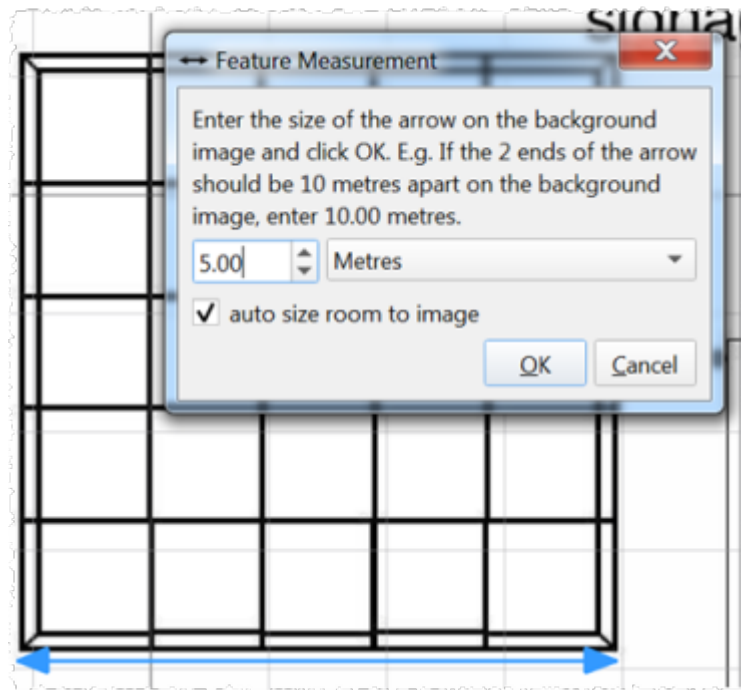 Feature Measurement
Enter the size of the arrow on the background
image and click OK. E.g. If the 2 ends of the arrow
should be 10 metres apart on the background
image, enter 10.00 metres.
5.00 Metres
auto size room to image
OK Cancel